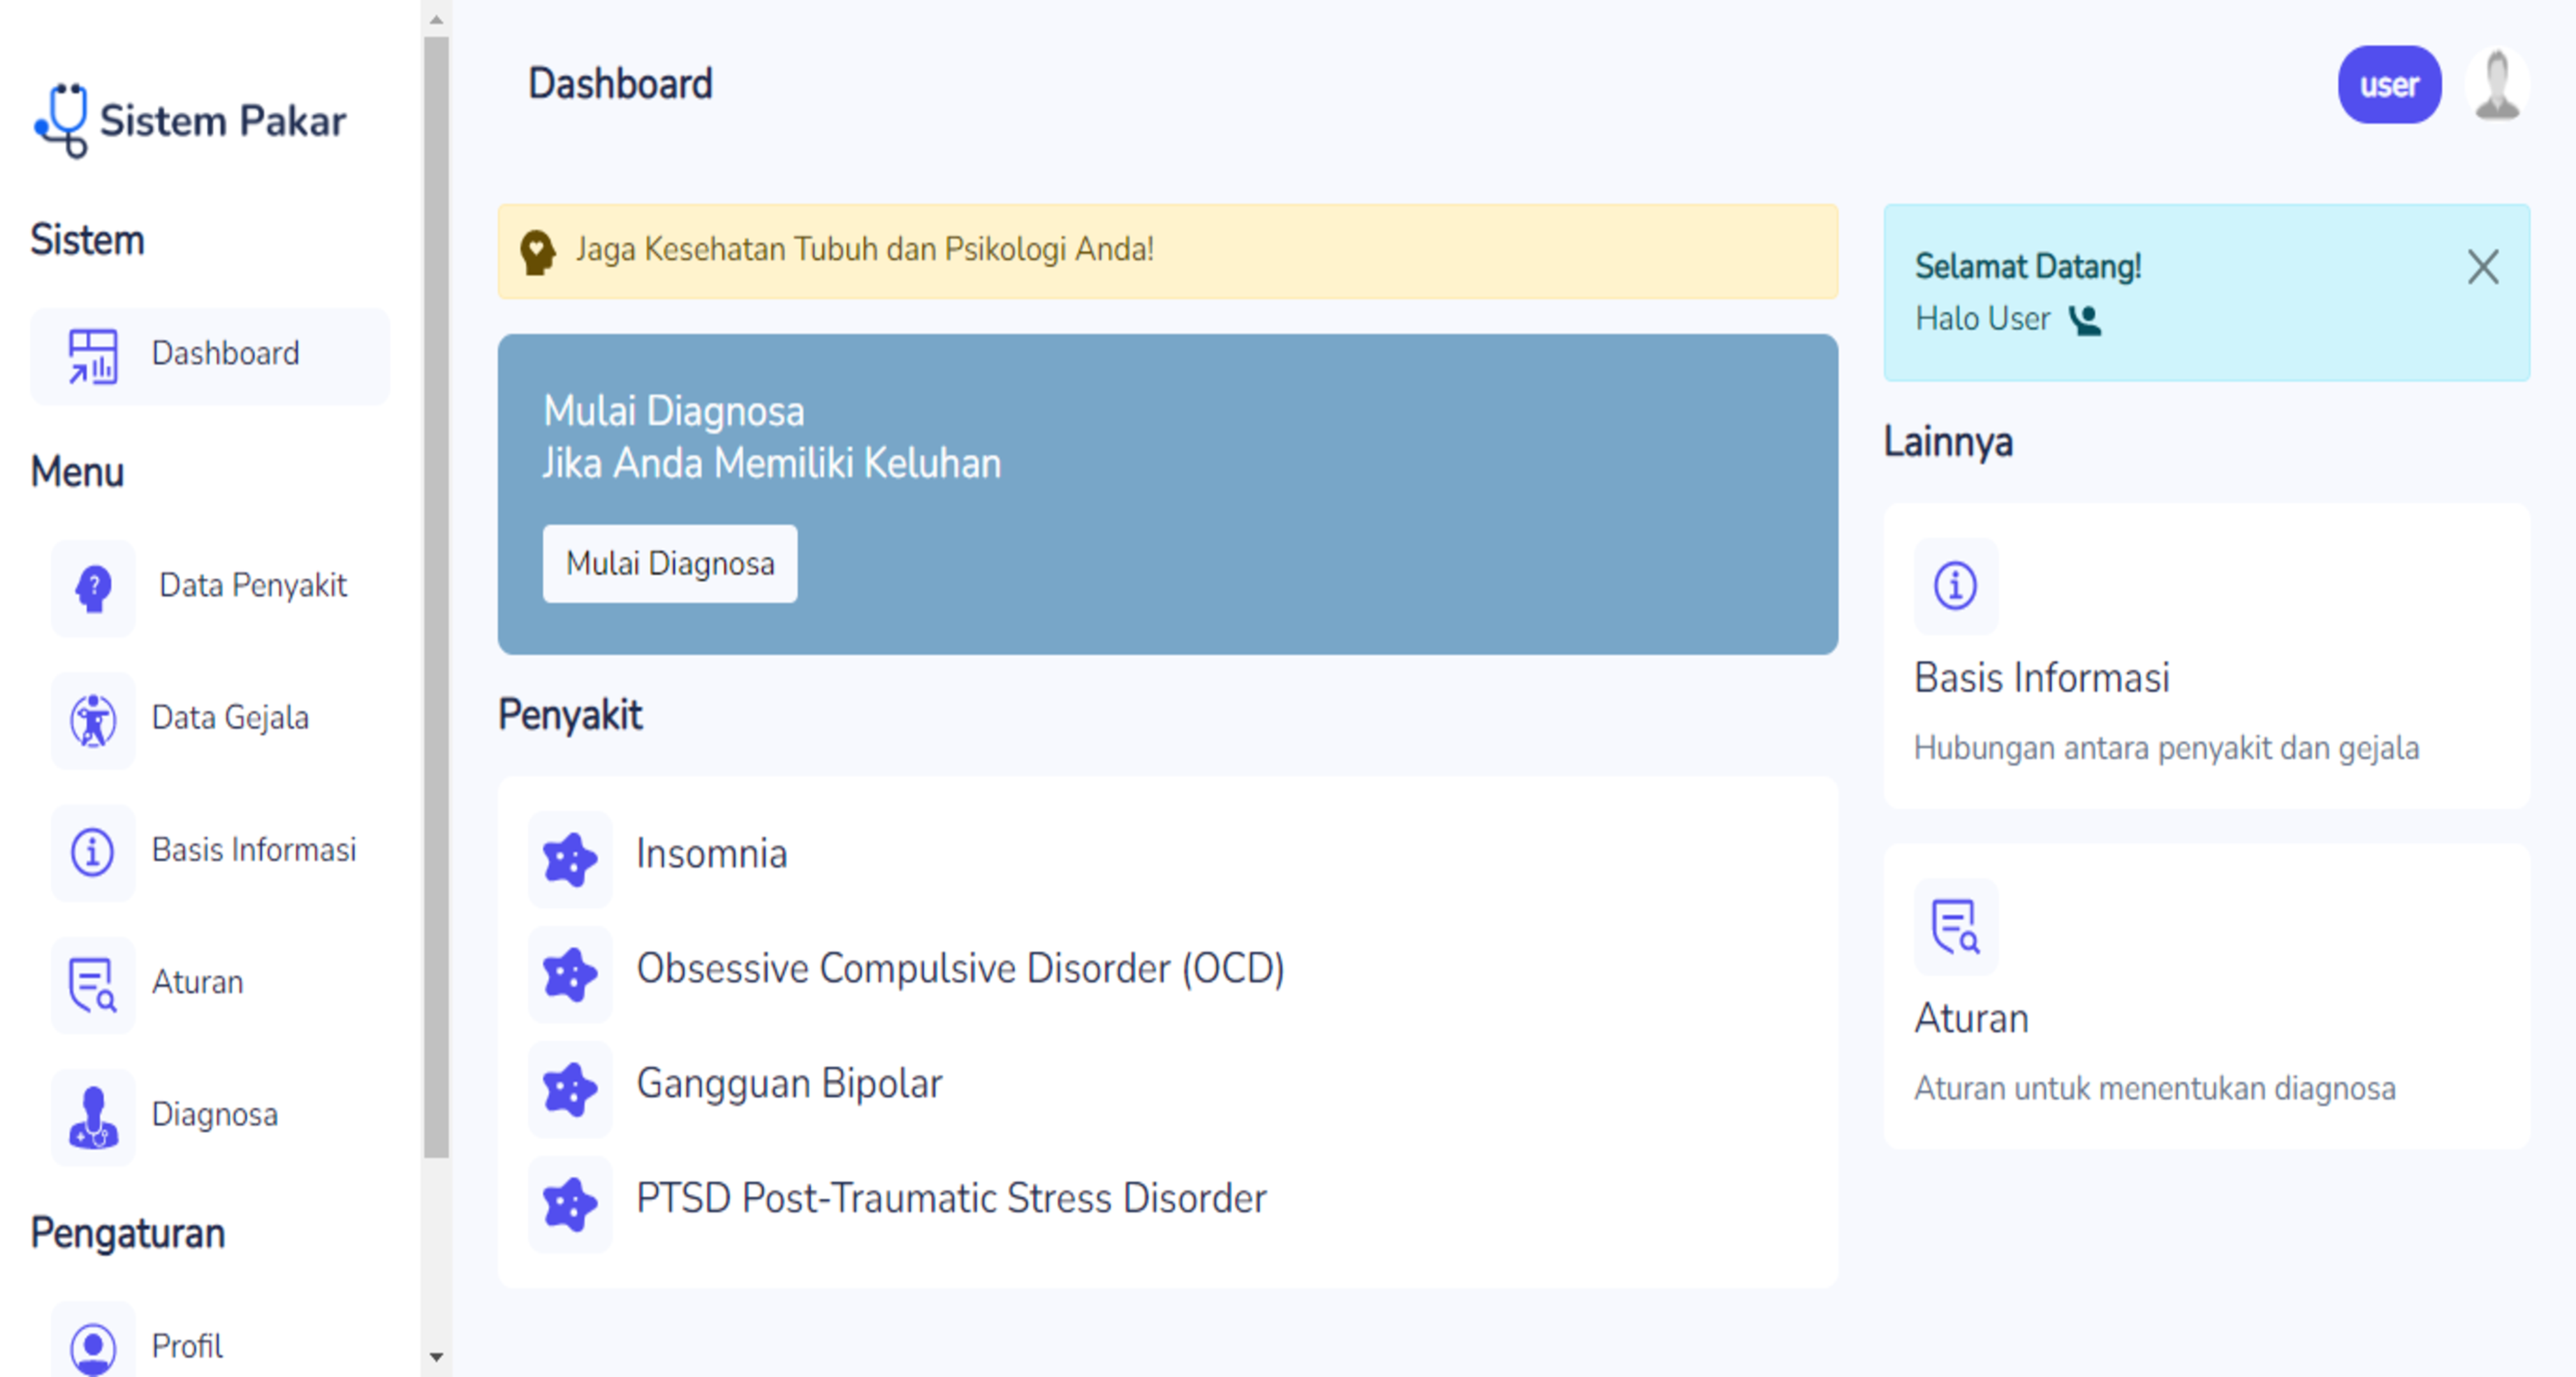 Sistem Pakar
Sistem
Dashboard
Menu
Data Penyakit
Data Gejala
Basis Informasi
Aturan
Diagnosa
Pengaturan
Profil
Dashboard
user
Jaga Kesehatan Tubuh dan Psikologi Anda!
Mulai Diagnosa
Jika Anda Memiliki Keluhan
Mulai Diagnosa
Penyakit
Insomnia
Obsessive Compulsive Disorder (OCD)
Gangguan Bipolar
PTSD Post-Traumatic Stress Disorder
Selamat Datang!
Halo User
Lainnya
Basis Informasi
Hubungan antara penyakit dan gejala
Aturan
Aturan untuk menentukan diagnosa